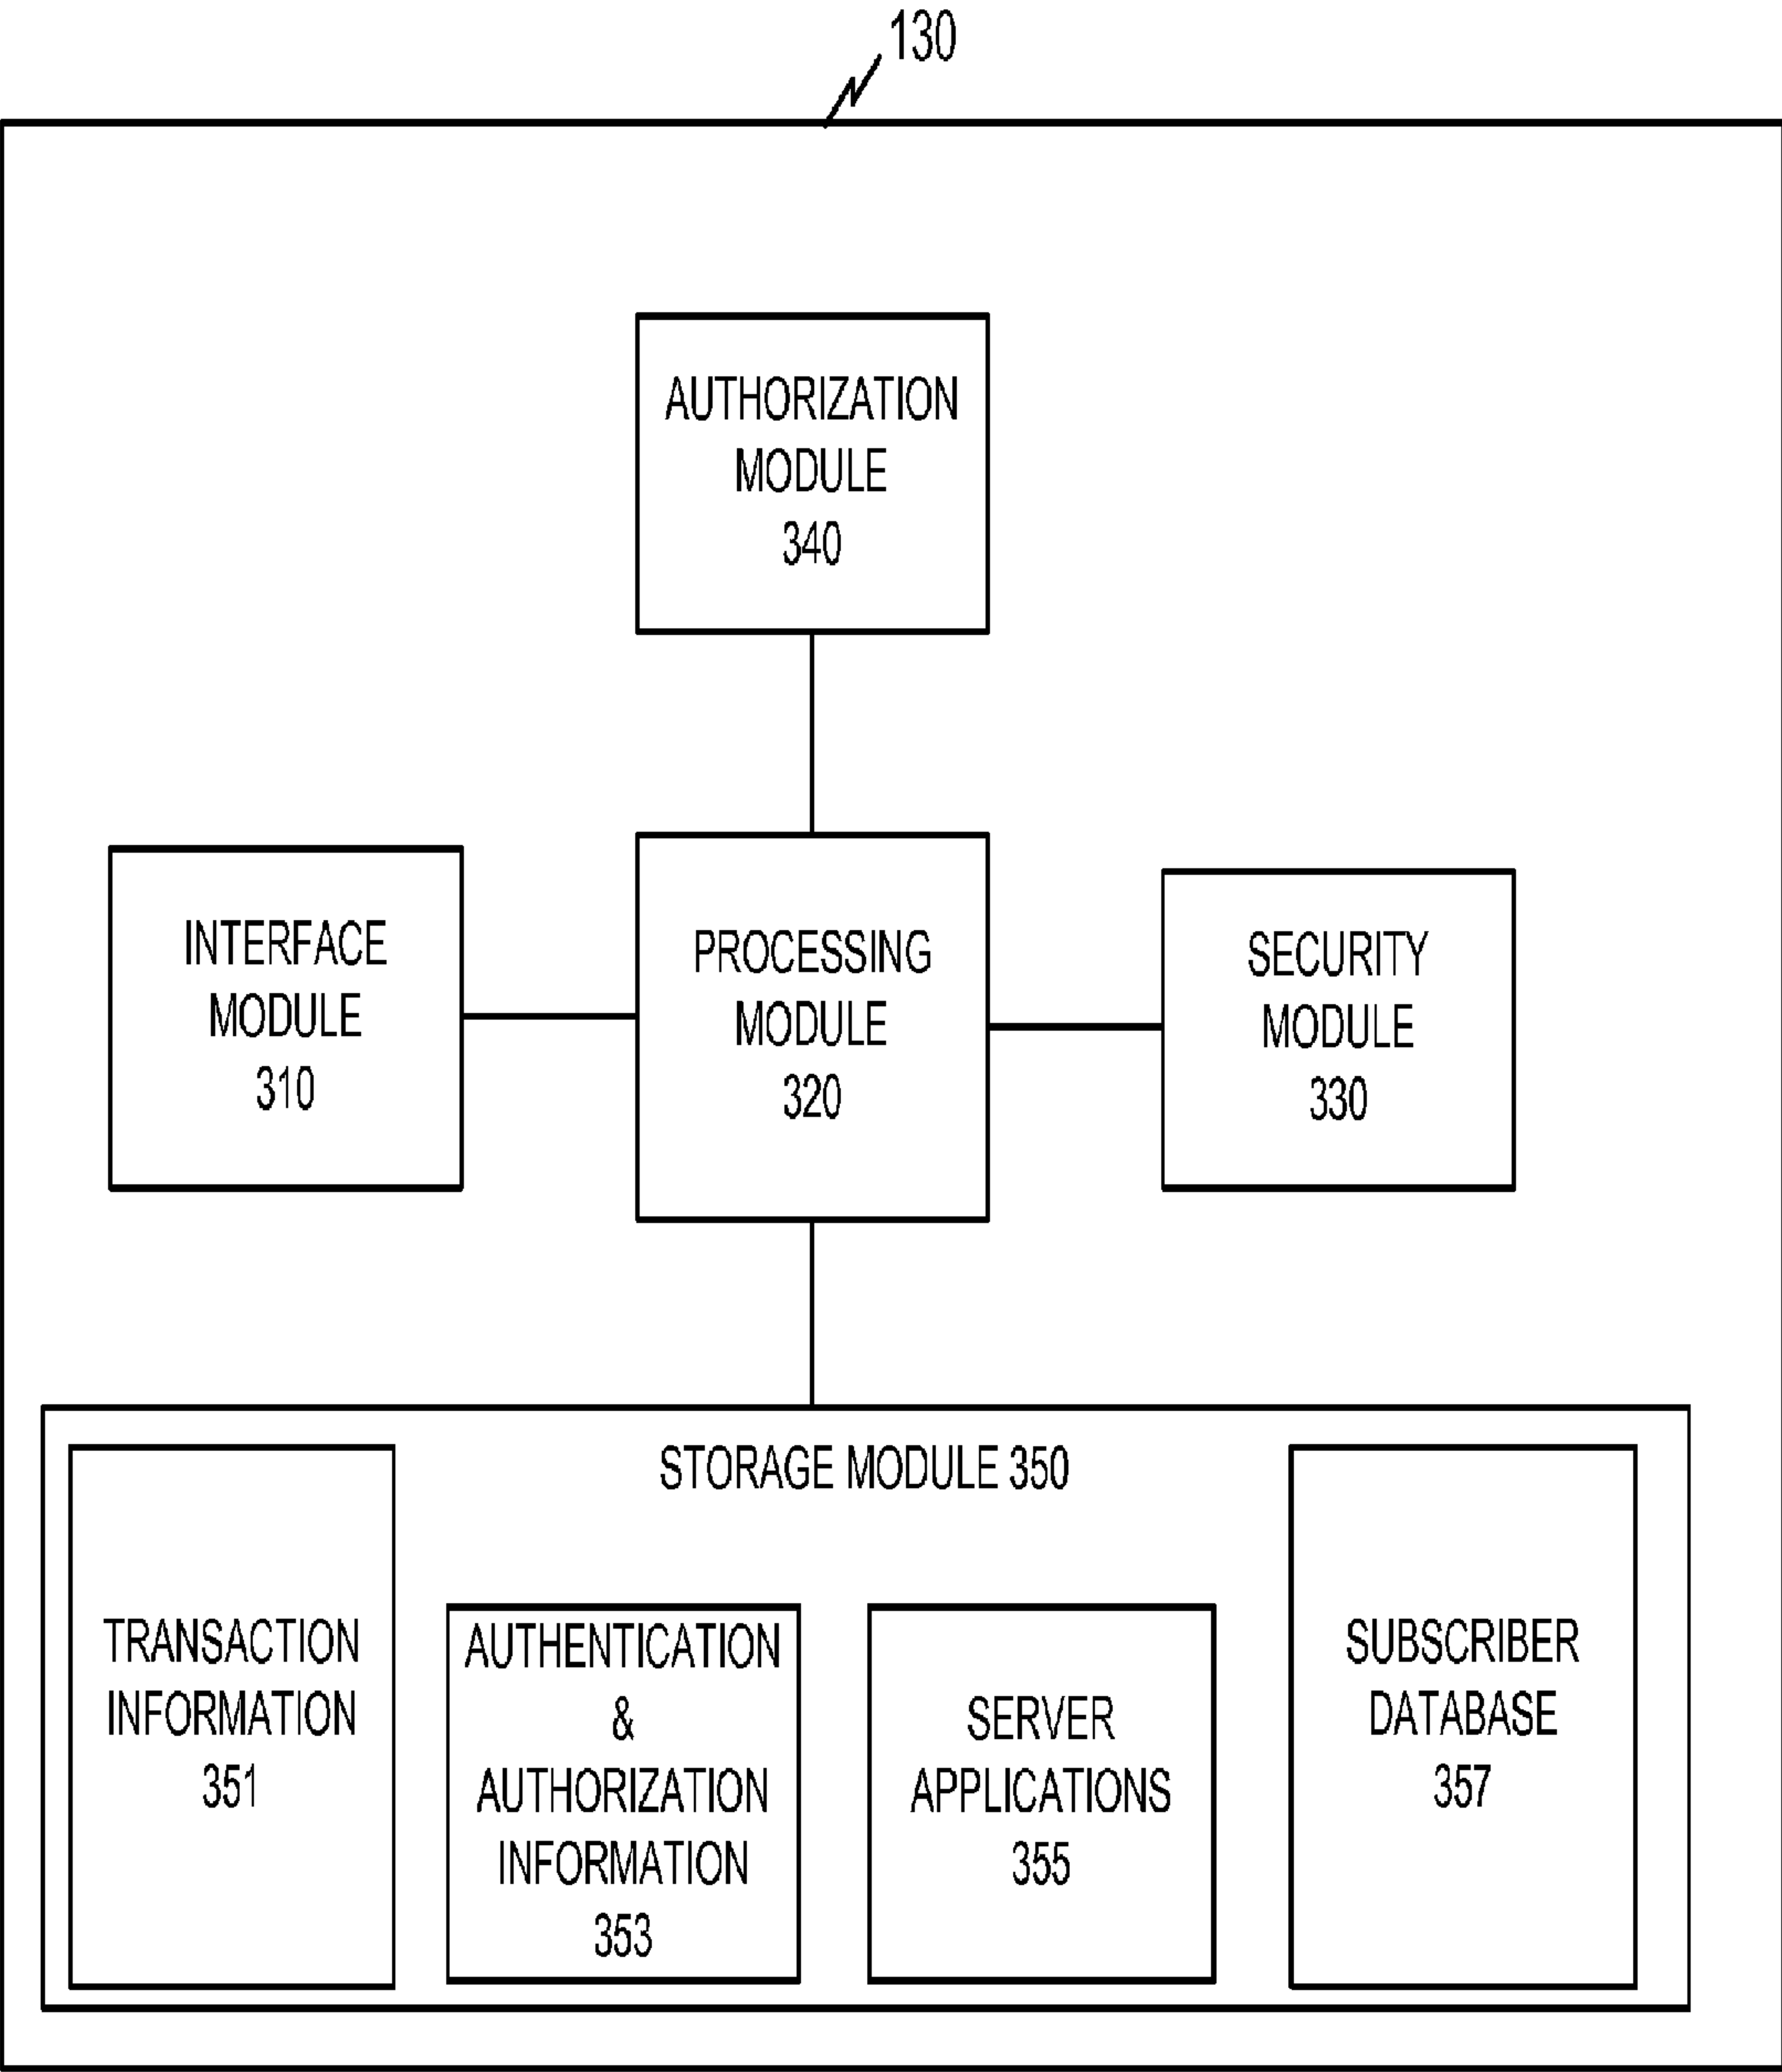 130
AUTHORIZATION
MODULE
340
INTERFACE
MODULE
310
PROCESSING
MODULE
320
SECURITY
MODULE
330
STORAGE MODULE 350
TRANSACTION
INFORMATION
351
AUTHENTICATION
&
AUTHORIZATION
INFORMATION
353
SERVER
APPLICATIONS
355
SUBSCRIBER
DATABASE
357